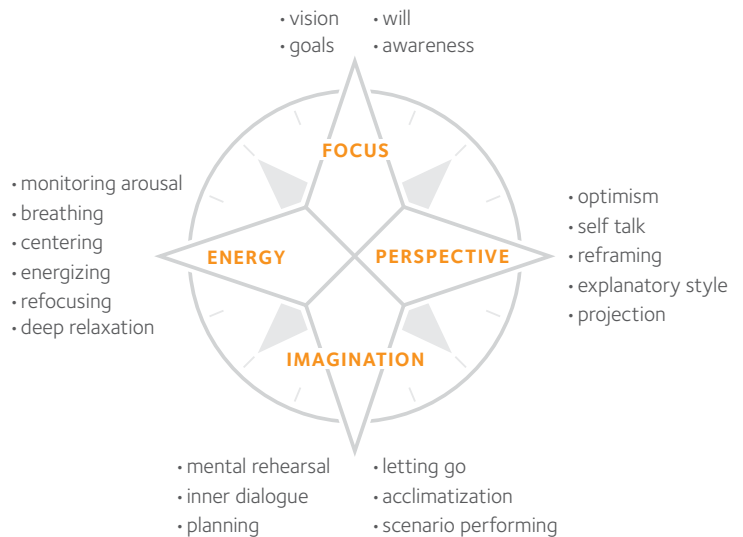 • vision • will
• goals • awareness
FOCUS
• monitoring arousal
• breathing
• centering
• energizing
• refocusing
• deep relaxation
ENERGY
PERSPECTIVE
• optimism
• self talk
• reframing
• explanatory style
• projection
IMAGINATION
• mental rehearsal • letting go
• inner dialogue • acclimatization
• planning • scenario performing